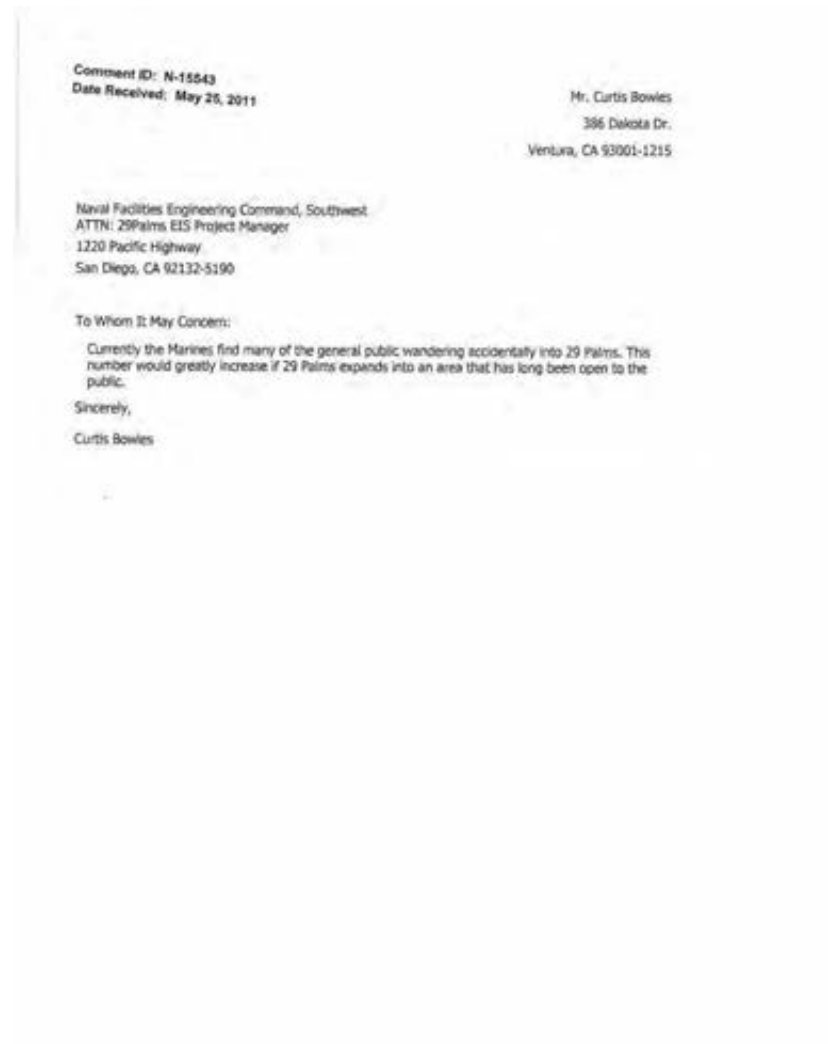 Comment ID: N-15543
Date Received: May 25, 2011
Mr. Curtis Bowles
386 Dakota Dr.
Ventura, CA 93001-1215
Naval Facilities Engineering Command, Southwest
ATTN: 29Palms EIS Project Manager
1220 Pacific Highway
San Diego, CA 92132-5190
To Whom It May Concern:
Currently the Marines find many of the general public wandering accidentally into 29 Palms. This
number would greatly increase if 29 Palms expands into an area that has long been open to the
public.
Sincerely,
Curtis Bowles